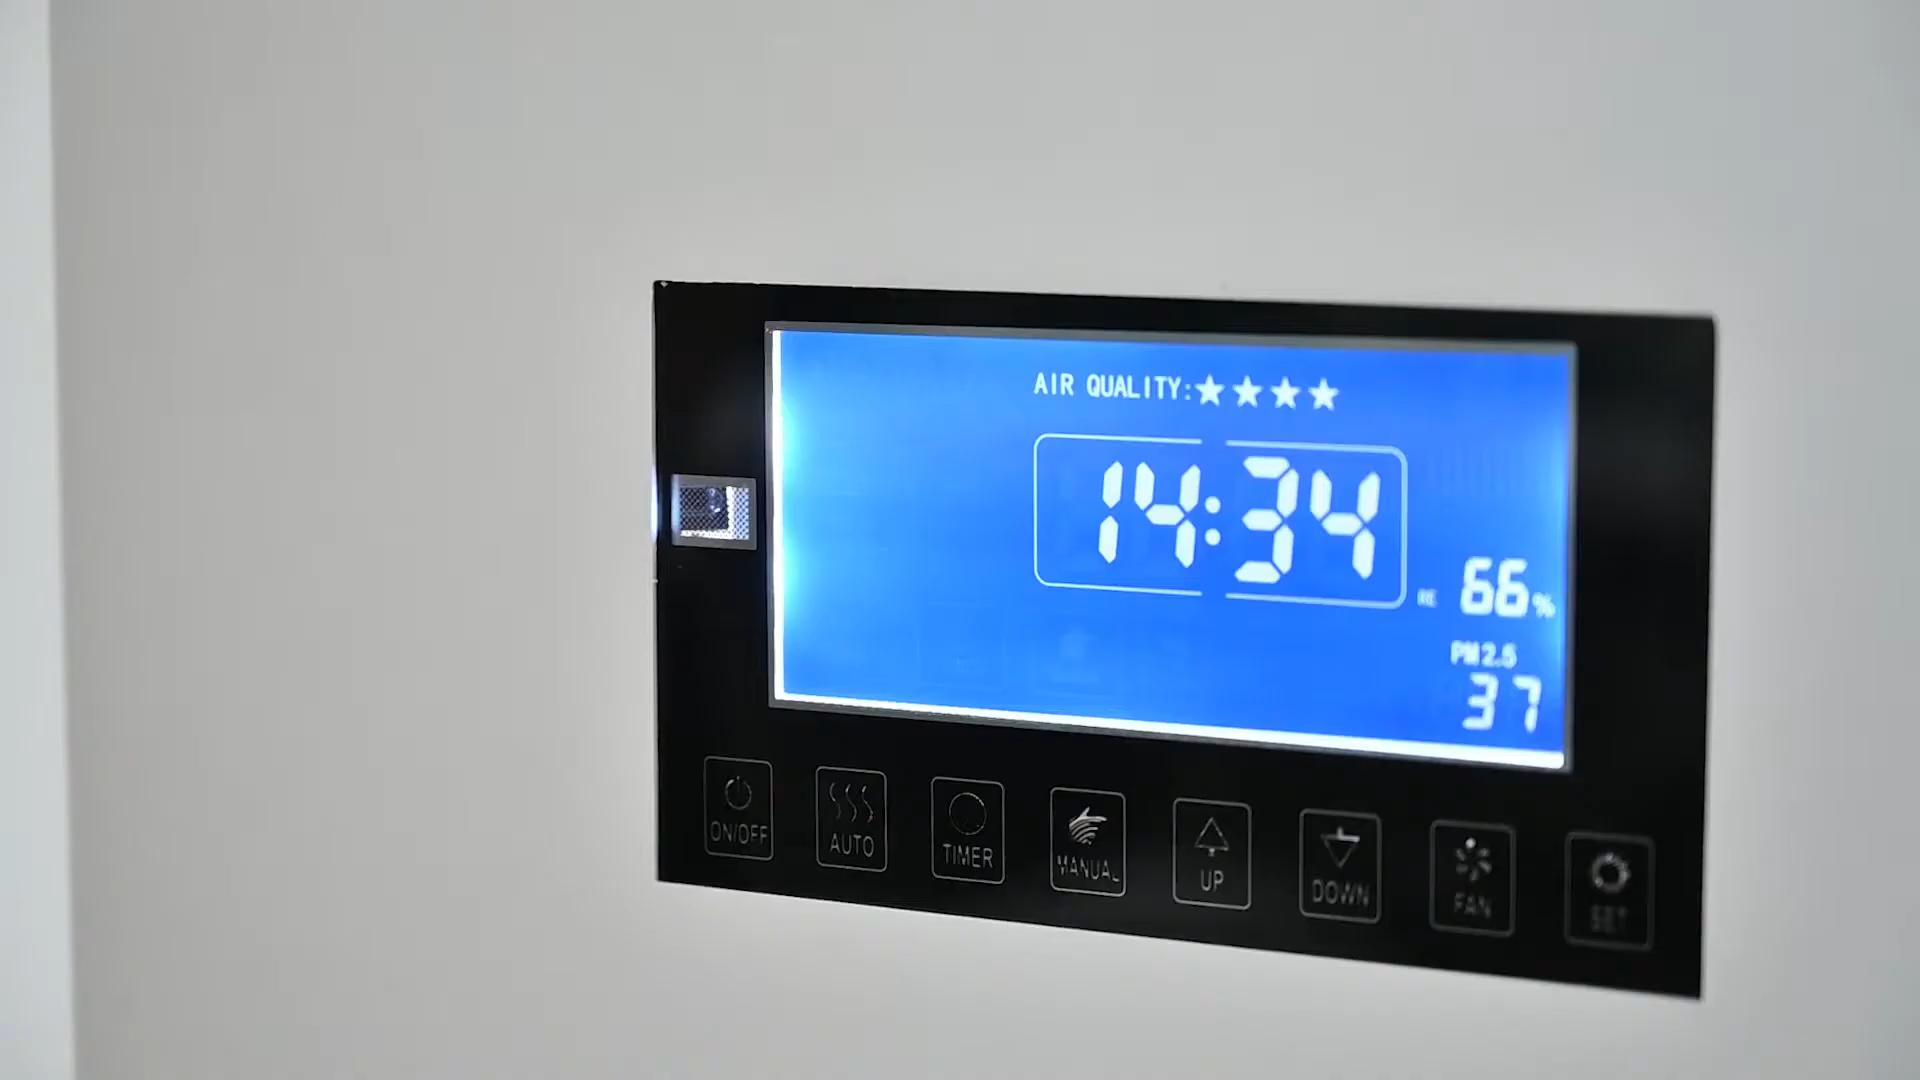 AIR QUALITY:★★★★
14:34
RE 66%
PM2.5
37
ON/OFF
AUTO
TIMER
MANUAL
UP
DOWN
FAN
SET